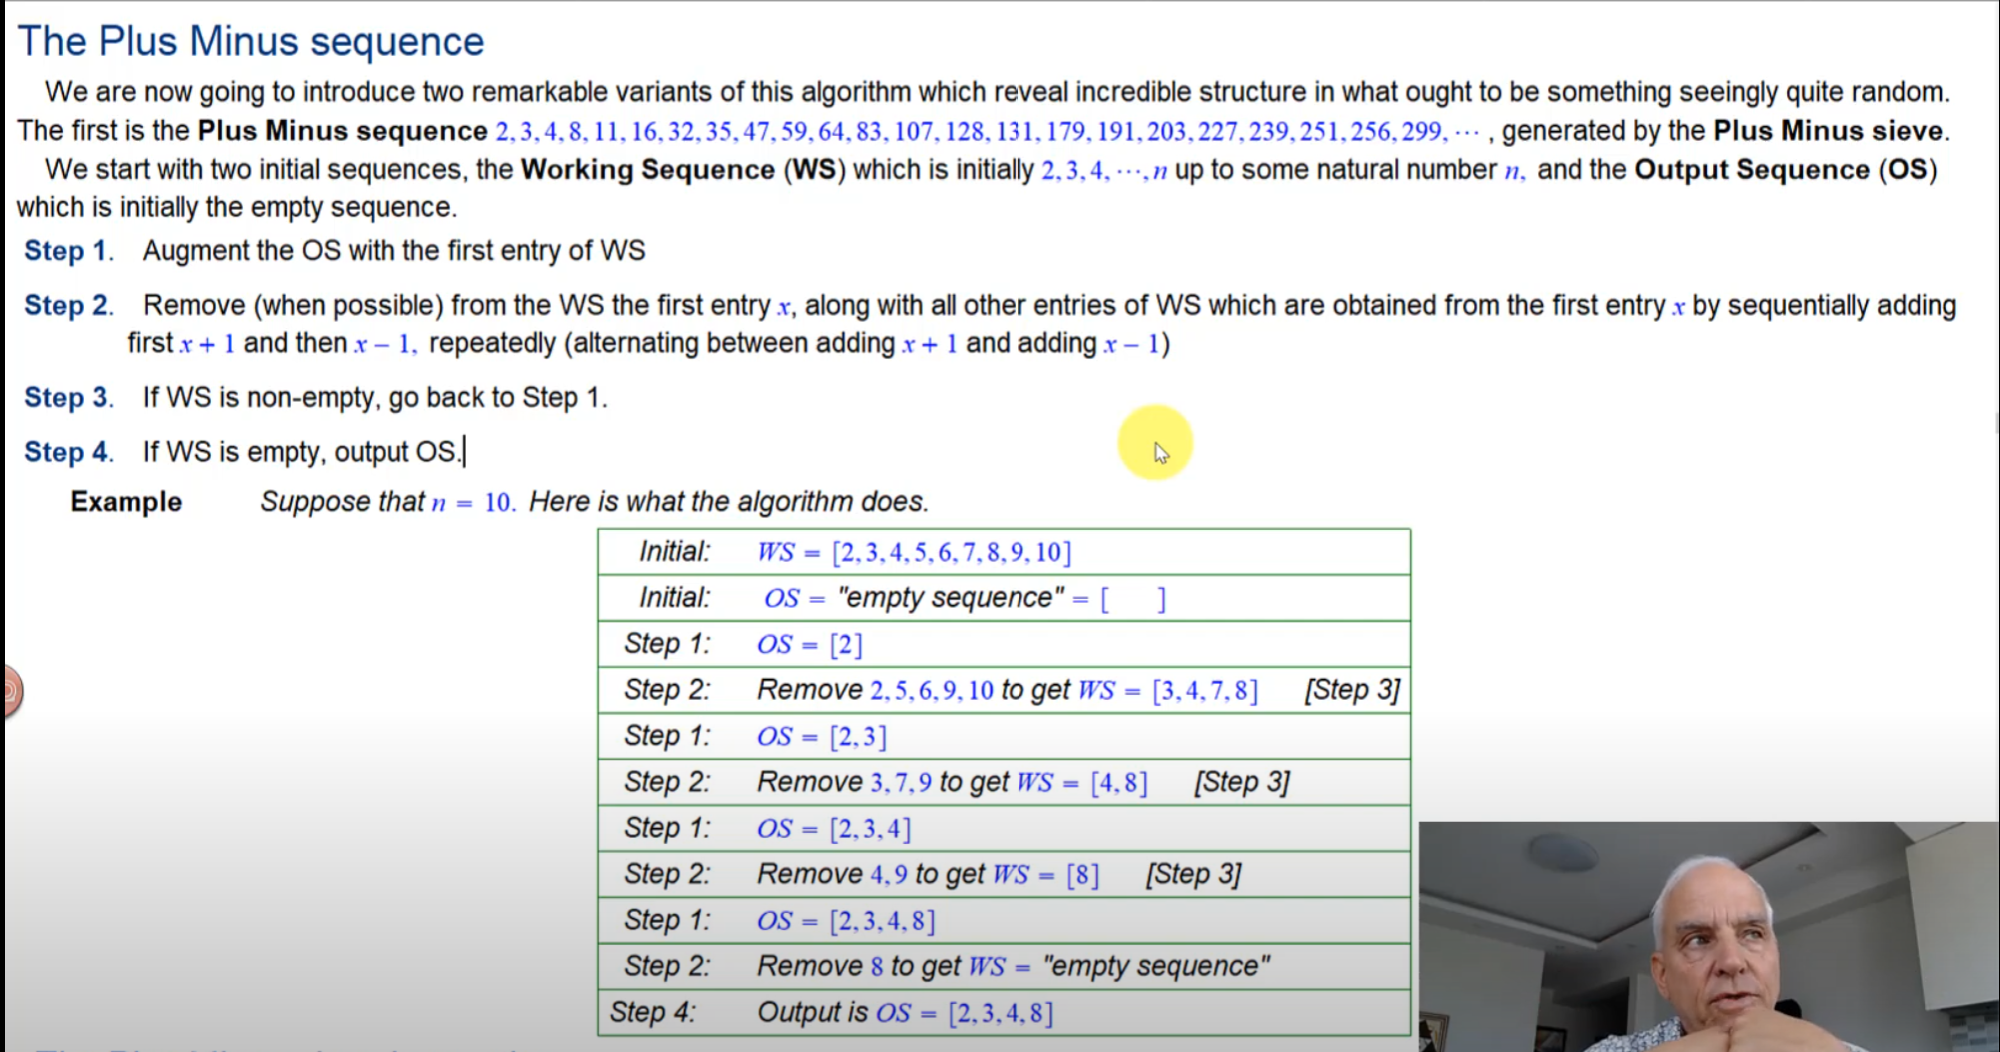 The Plus Minus sequence
We are now going to introduce two remarkable variants of this algorithm which reveal incredible structure in what ought to be something seeingly quite random.
The first is the Plus Minus sequence 2,3,4,8,11,16,32,35,47,59,64,83,107,128,131,179,191,203,227,239,251,256,299,⋯ , generated by the Plus Minus sieve.
We start with two initial sequences, the Working Sequence (WS) which is initially 2,3,4,⋯,n up to some natural number n, and the Output Sequence (OS)
which is initially the empty sequence.
Step 1. Augment the OS with the first entry of WS
Step 2. Remove (when possible) from the WS the first entry x, along with all other entries of WS which are obtained from the first entry x by sequentially adding
first x + 1 and then x − 1, repeatedly (alternating between adding x + 1 and adding x − 1)
Step 3. If WS is non-empty, go back to Step 1.
Step 4. If WS is empty, output OS.
Example Suppose that n = 10. Here is what the algorithm does.
Initial: WS = [2,3,4,5,6,7,8,9,10]
Initial: OS = "empty sequence" = [ ]
Step 1: OS = [2]
Step 2: Remove 2,5,6,9,10 to get WS = [3,4,7,8] [Step 3]
Step 1: OS = [2,3]
Step 2: Remove 3,7,9 to get WS = [4,8] [Step 3]
Step 1: OS = [2,3,4]
Step 2: Remove 4,9 to get WS = [8] [Step 3]
Step 1: OS = [2,3,4,8]
Step 2: Remove 8 to get WS = "empty sequence"
Step 4: Output is OS = [2,3,4,8]